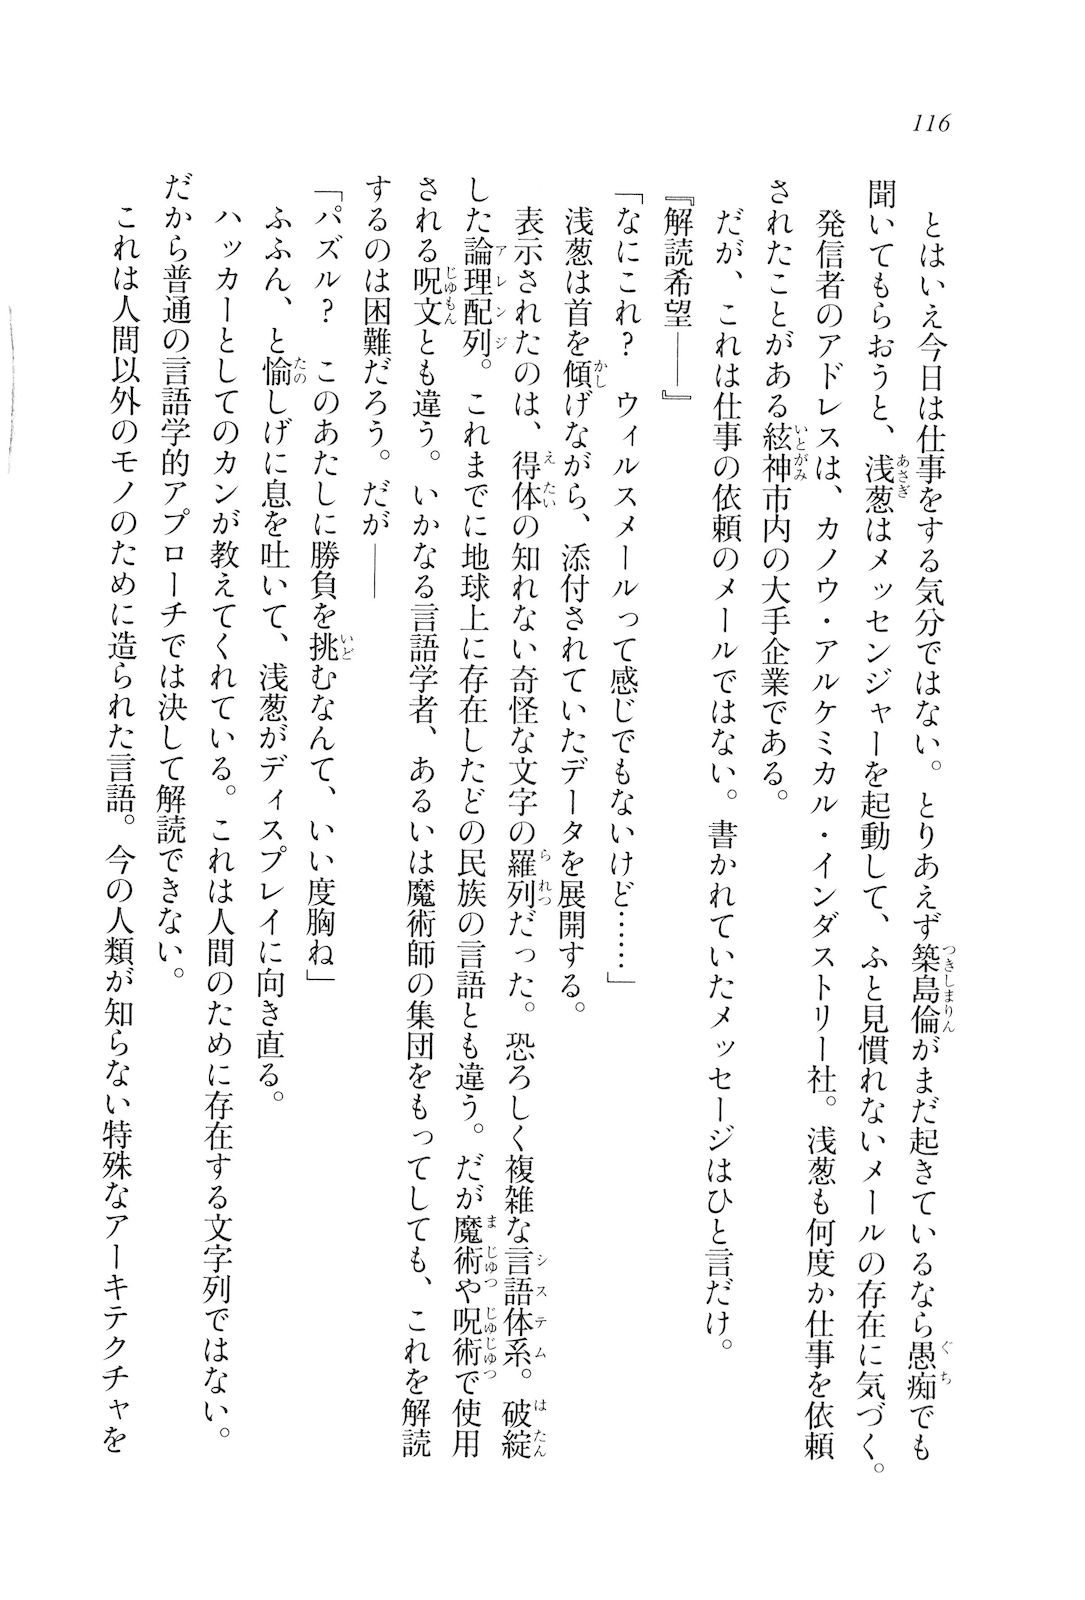 116
　とはいえ今日は仕事をする気分ではない。とりあえず築島倫がまだ起きているなら愚痴でも
聞いてもらおうと、浅葱はメッセンジャーを起動して、ふと見慣れないメールの存在に気づく。
　発信者のアドレスは、カノウ・アルケミカル・インダストリー社。浅葱も何度か仕事を依頼
されたことがある絃神市内の大手企業である。
　だが、これは仕事の依頼のメールではない。書かれていたメッセージはひと言だけ。
『解読希望――』
「なにこれ？　ウィルスメールって感じでもないけど……」
　浅葱は首を傾げながら、添付されていたデータを展開する。
　表示されたのは、得体の知れない奇怪な文字の羅列だった。恐ろしく複雑な言語体系。破綻
した論理配列。これまでに地球上に存在したどの民族の言語とも違う。だが魔術や呪術で使用
される呪文とも違う。いかなる言語学者、あるいは魔術師の集団をもってしても、これを解読
するのは困難だろう。だが――
「パズル？　このあたしに勝負を挑むなんて、いい度胸ね」
　ふふん、と愉しげに息を吐いて、浅葱がディスプレイに向き直る。
　ハッカーとしてのカンが教えてくれている。これは人間のために存在する文字列ではない。
だから普通の言語学的アプローチでは決して解読できない。
　これは人間以外のモノのために造られた言語。今の人類が知らない特殊なアーキテクチャを